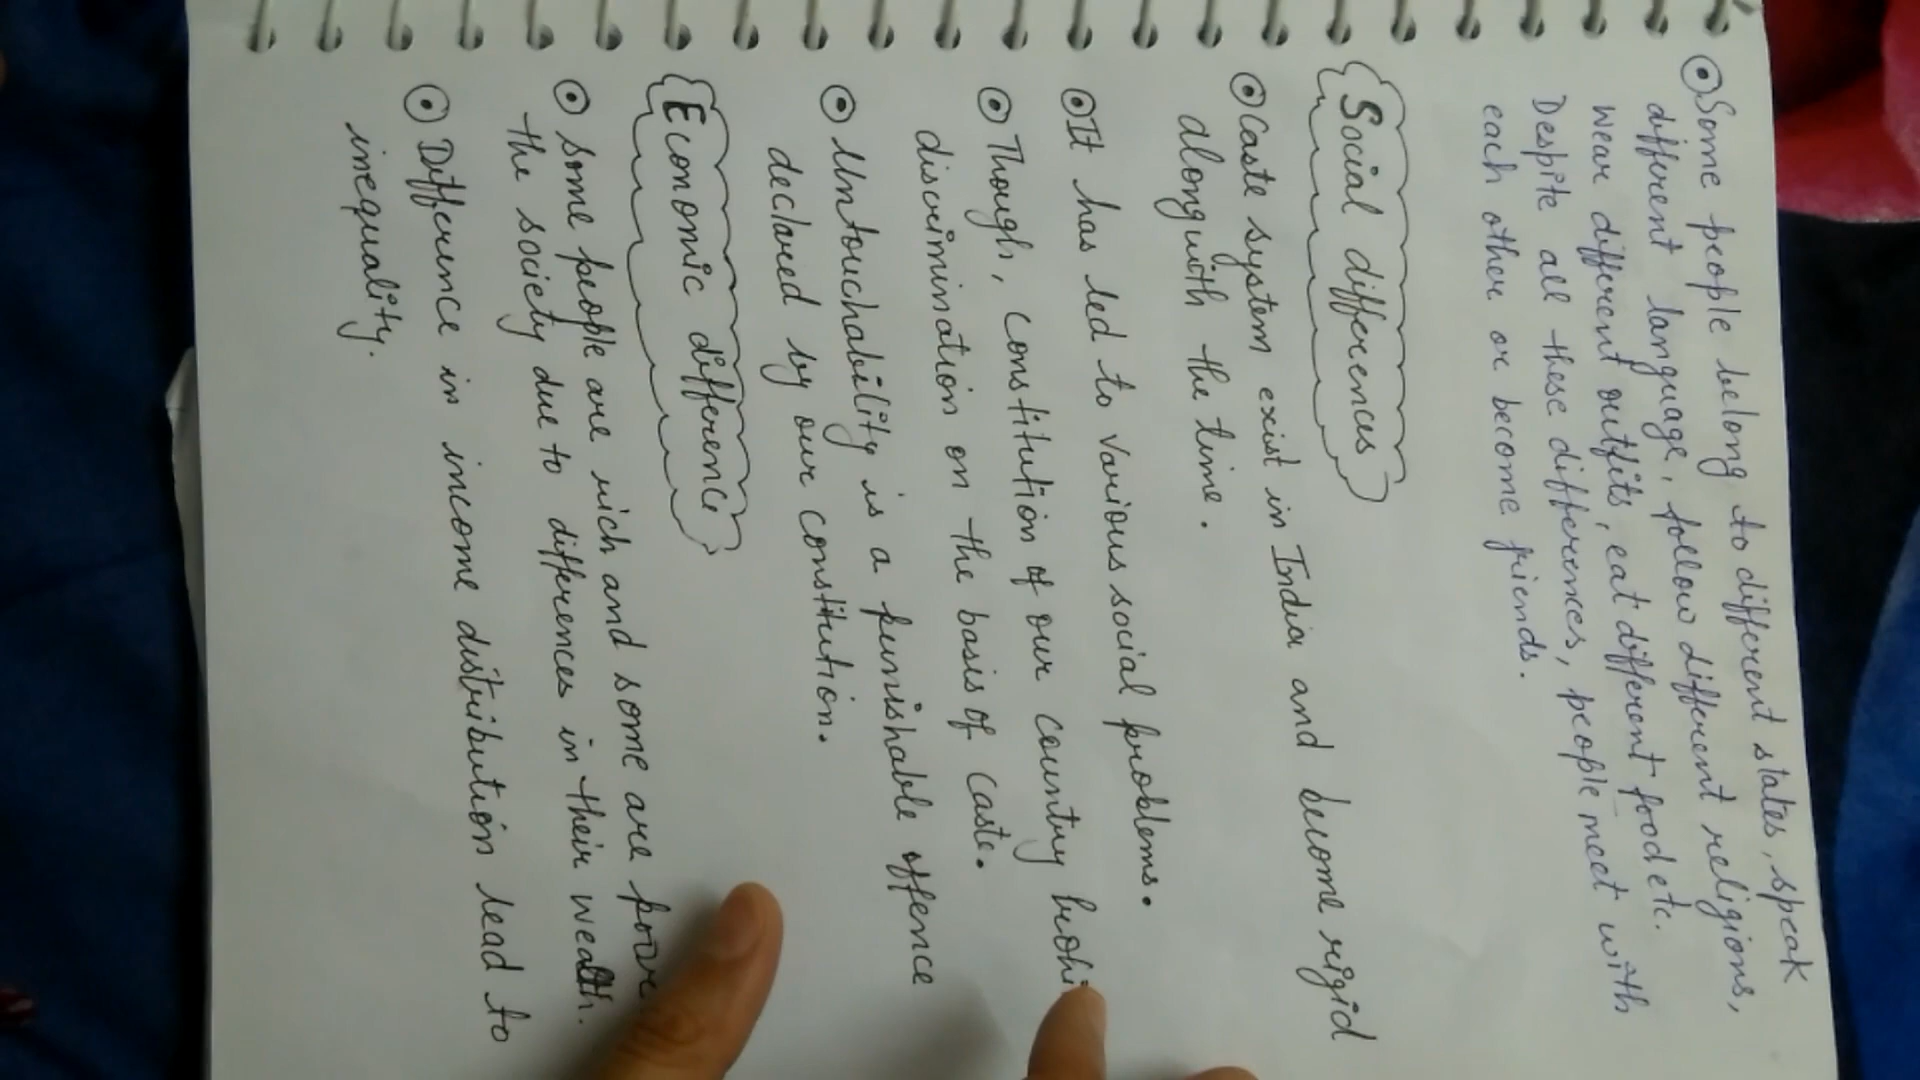 Some people belong to different states, speak
different language, follow different religions,
wear different outfits, eat different food etc.
Despite all these differences, people meet with
each other or become friends.
Social differences
Caste system exist in India and become rigid
along with the time.
It has led to various social problems.
Though, constitution of our country
discrimination on the basis of caste.
Untouchability is a punishable offence
declared by our constitution.
Economic difference
Some people are rich and some are poor
the society due to differences in their wealth.
Difference in income distribution lead to
inequality.